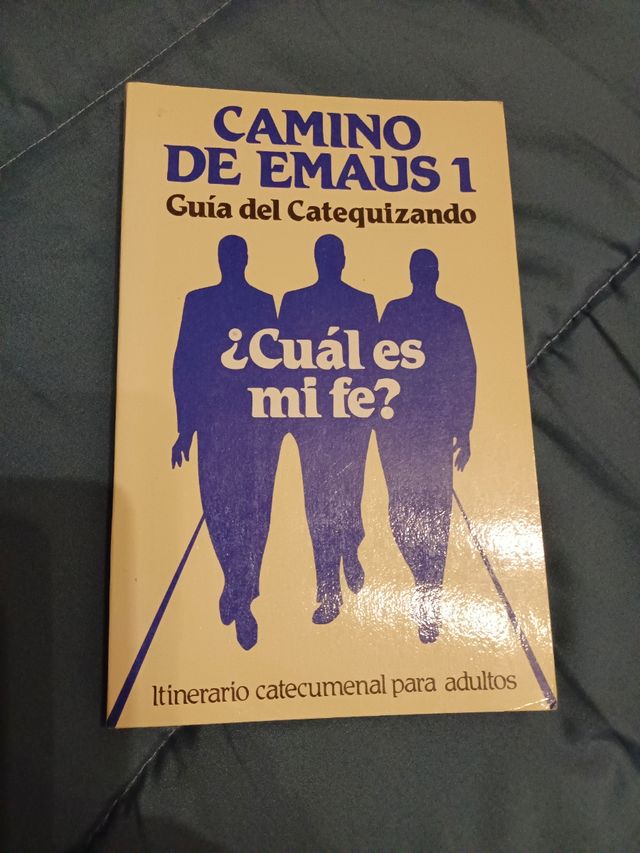 CAMINO
DE EMAUS 1
Guía del Catequizando
¿Cuál es
mi fe?
Itinerario catecumenal para adultos